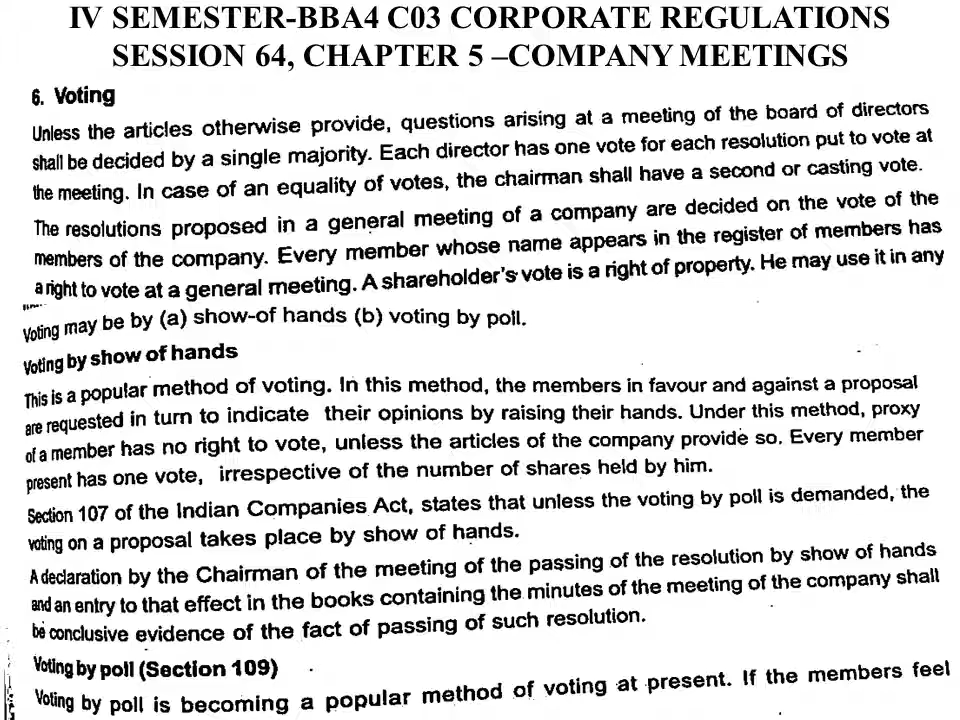 IV SEMESTER-BBA4 C03 CORPORATE REGULATIONS
SESSION 64, CHAPTER 5 –COMPANY MEETINGS
6. Voting
Unless the articles otherwise provide, questions arising at a meeting of the board of directors
shall be decided by a single majority. Each director has one vote for each resolution put to vote at
the meeting. In case of an equality of votes, the chairman shall have a second or casting vote.
The resolutions proposed in a general meeting of a company are decided on the vote of the
members of the company. Every member whose name appears in the register of members has
a right to vote at a general meeting. A shareholder's vote is a right of property. He may use it in any
Voting may be by (a) show-of hands (b) voting by poll.
Voting by show of hands
This is a popular method of voting. In this method, the members in favour and against a proposal
are requested in turn to indicate their opinions by raising their hands. Under this method, proxy
of a member has no right to vote, unless the articles of the company provide so. Every member
present has one vote, irrespective of the number of shares held by him.
Section 107 of the Indian Companies Act, states that unless the voting by poll is demanded, the
voting on a proposal takes place by show of hands.
A declaration by the Chairman of the meeting of the passing of the resolution by show of hands
and an entry to that effect in the books containing the minutes of the meeting of the company shall
be conclusive evidence of the fact of passing of such resolution.
Voting by poll (Section 109)
Voting by poll is becoming a popular method of voting at present. If the members feel